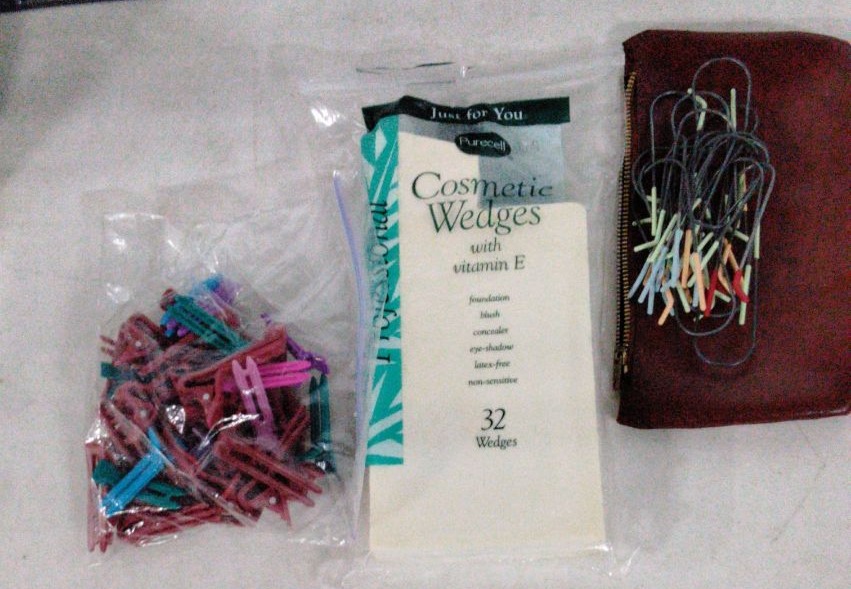 Just for You
Purecell
Professional
Cosmetic
Wedges
with
vitamin E
foundation
blush
concealer
eye-shadow
latex-free
non-sensitive
32
Wedges